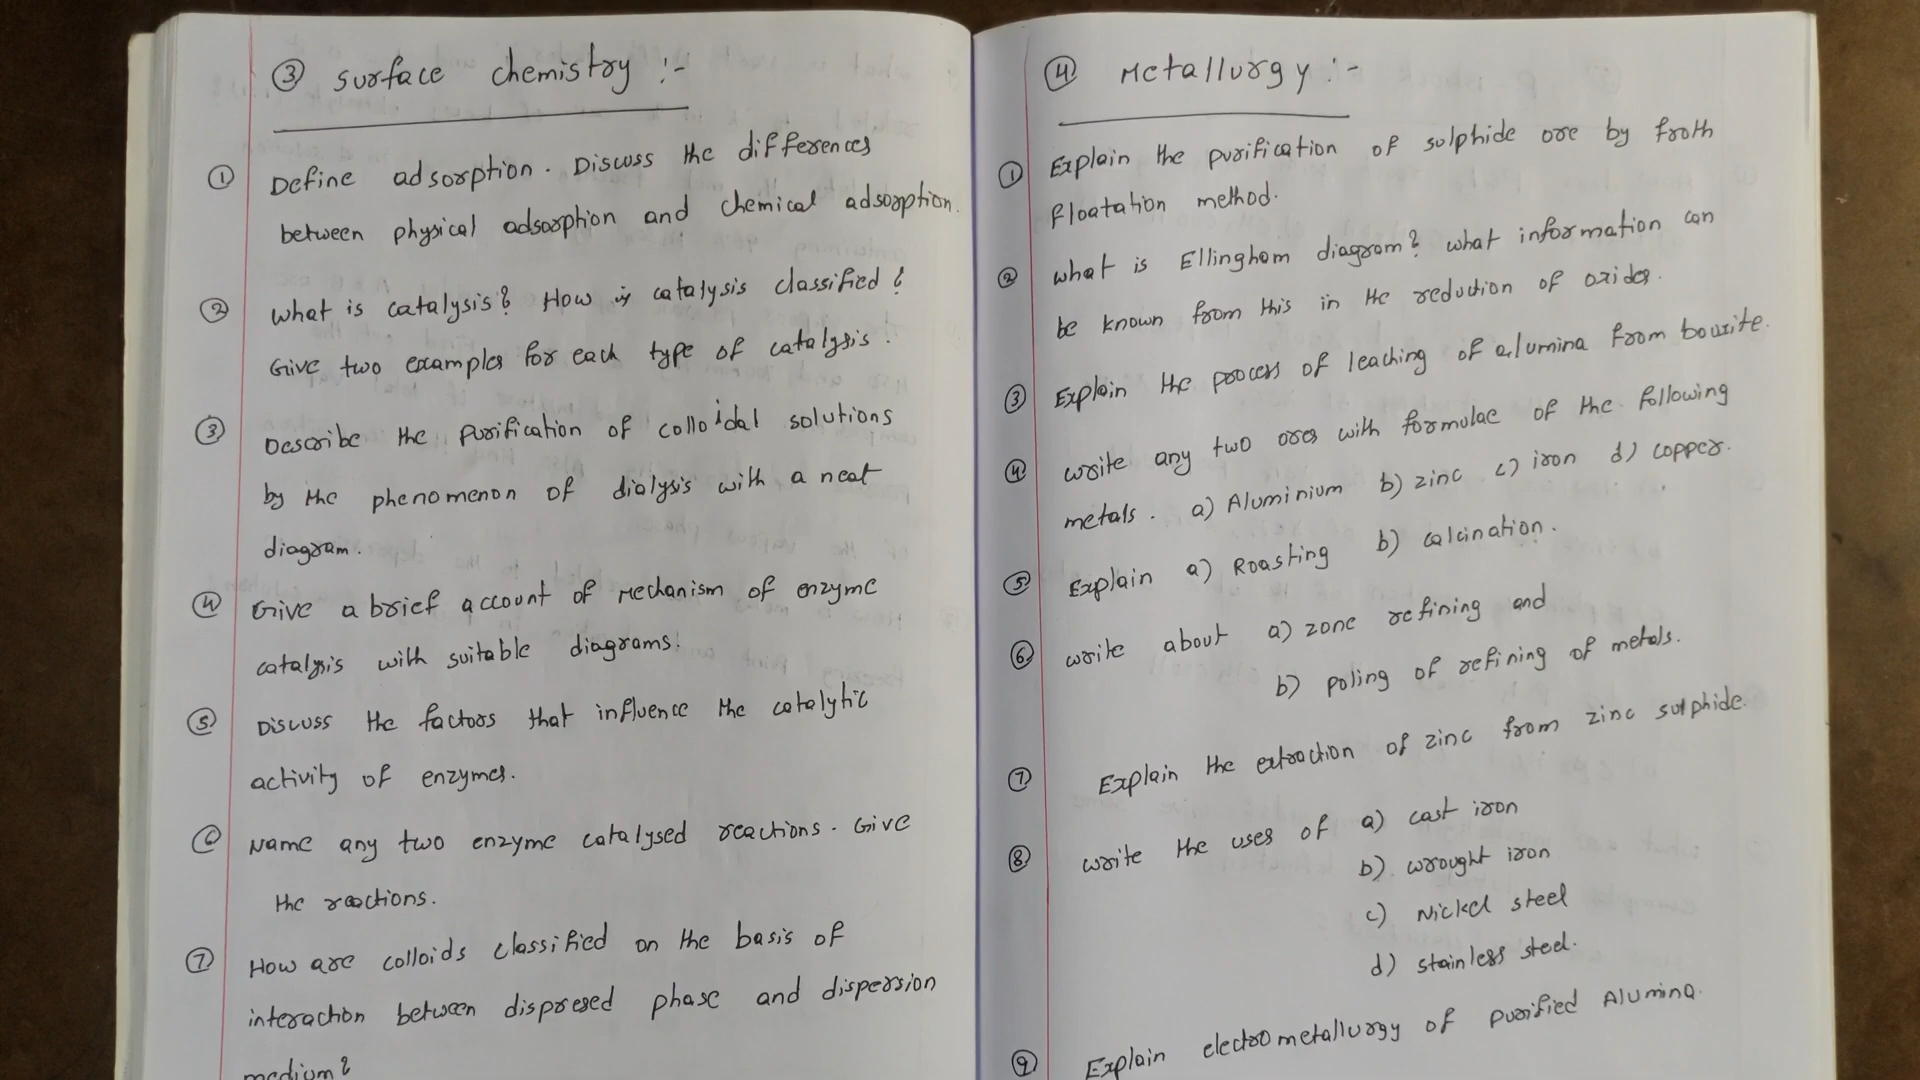 ③ surface chemistry :-
① Define adsorption. Discuss the differences
between physical adsorption and chemical adsorption.
② what is catalysis? How is catalysis classified?
Give two examples for each type of catalysis.
③ Describe the purification of colloidal solutions
by the phenomenon of dialysis with a neat
diagram.
④ Give a brief account of Mechanism of enzyme
catalysis with suitable diagrams.
⑤ Discuss the factors that influence the catalytic
activity of enzymes.
⑥ Name any two enzyme catalysed reactions. Give
the reactions.
⑦ How are colloids classified on the basis of
interaction between dispresed phase and dispersion
medium?
④ Metallurgy :-
① Explain the purification of sulphide ore by froth
floatation method.
② what is Ellingham diagram? what information can
be known from this in the reduction of oxides.
③ Explain the process of leaching of alumina from bauxite.
④ write any two ores with formulae of the following
metals. a) Aluminium b) zinc c) iron d) copper.
⑤ Explain a) Roasting b) calcination.
⑥ write about a) zone refining and
b) poling of refining of metals.
⑦ Explain the extraction of zinc from zinc sulphide.
⑧ write the uses of a) cast iron
b) wrought iron
c) Nickel steel
d) stainless steel.
⑨ Explain electrometallurgy of purified Alumina.